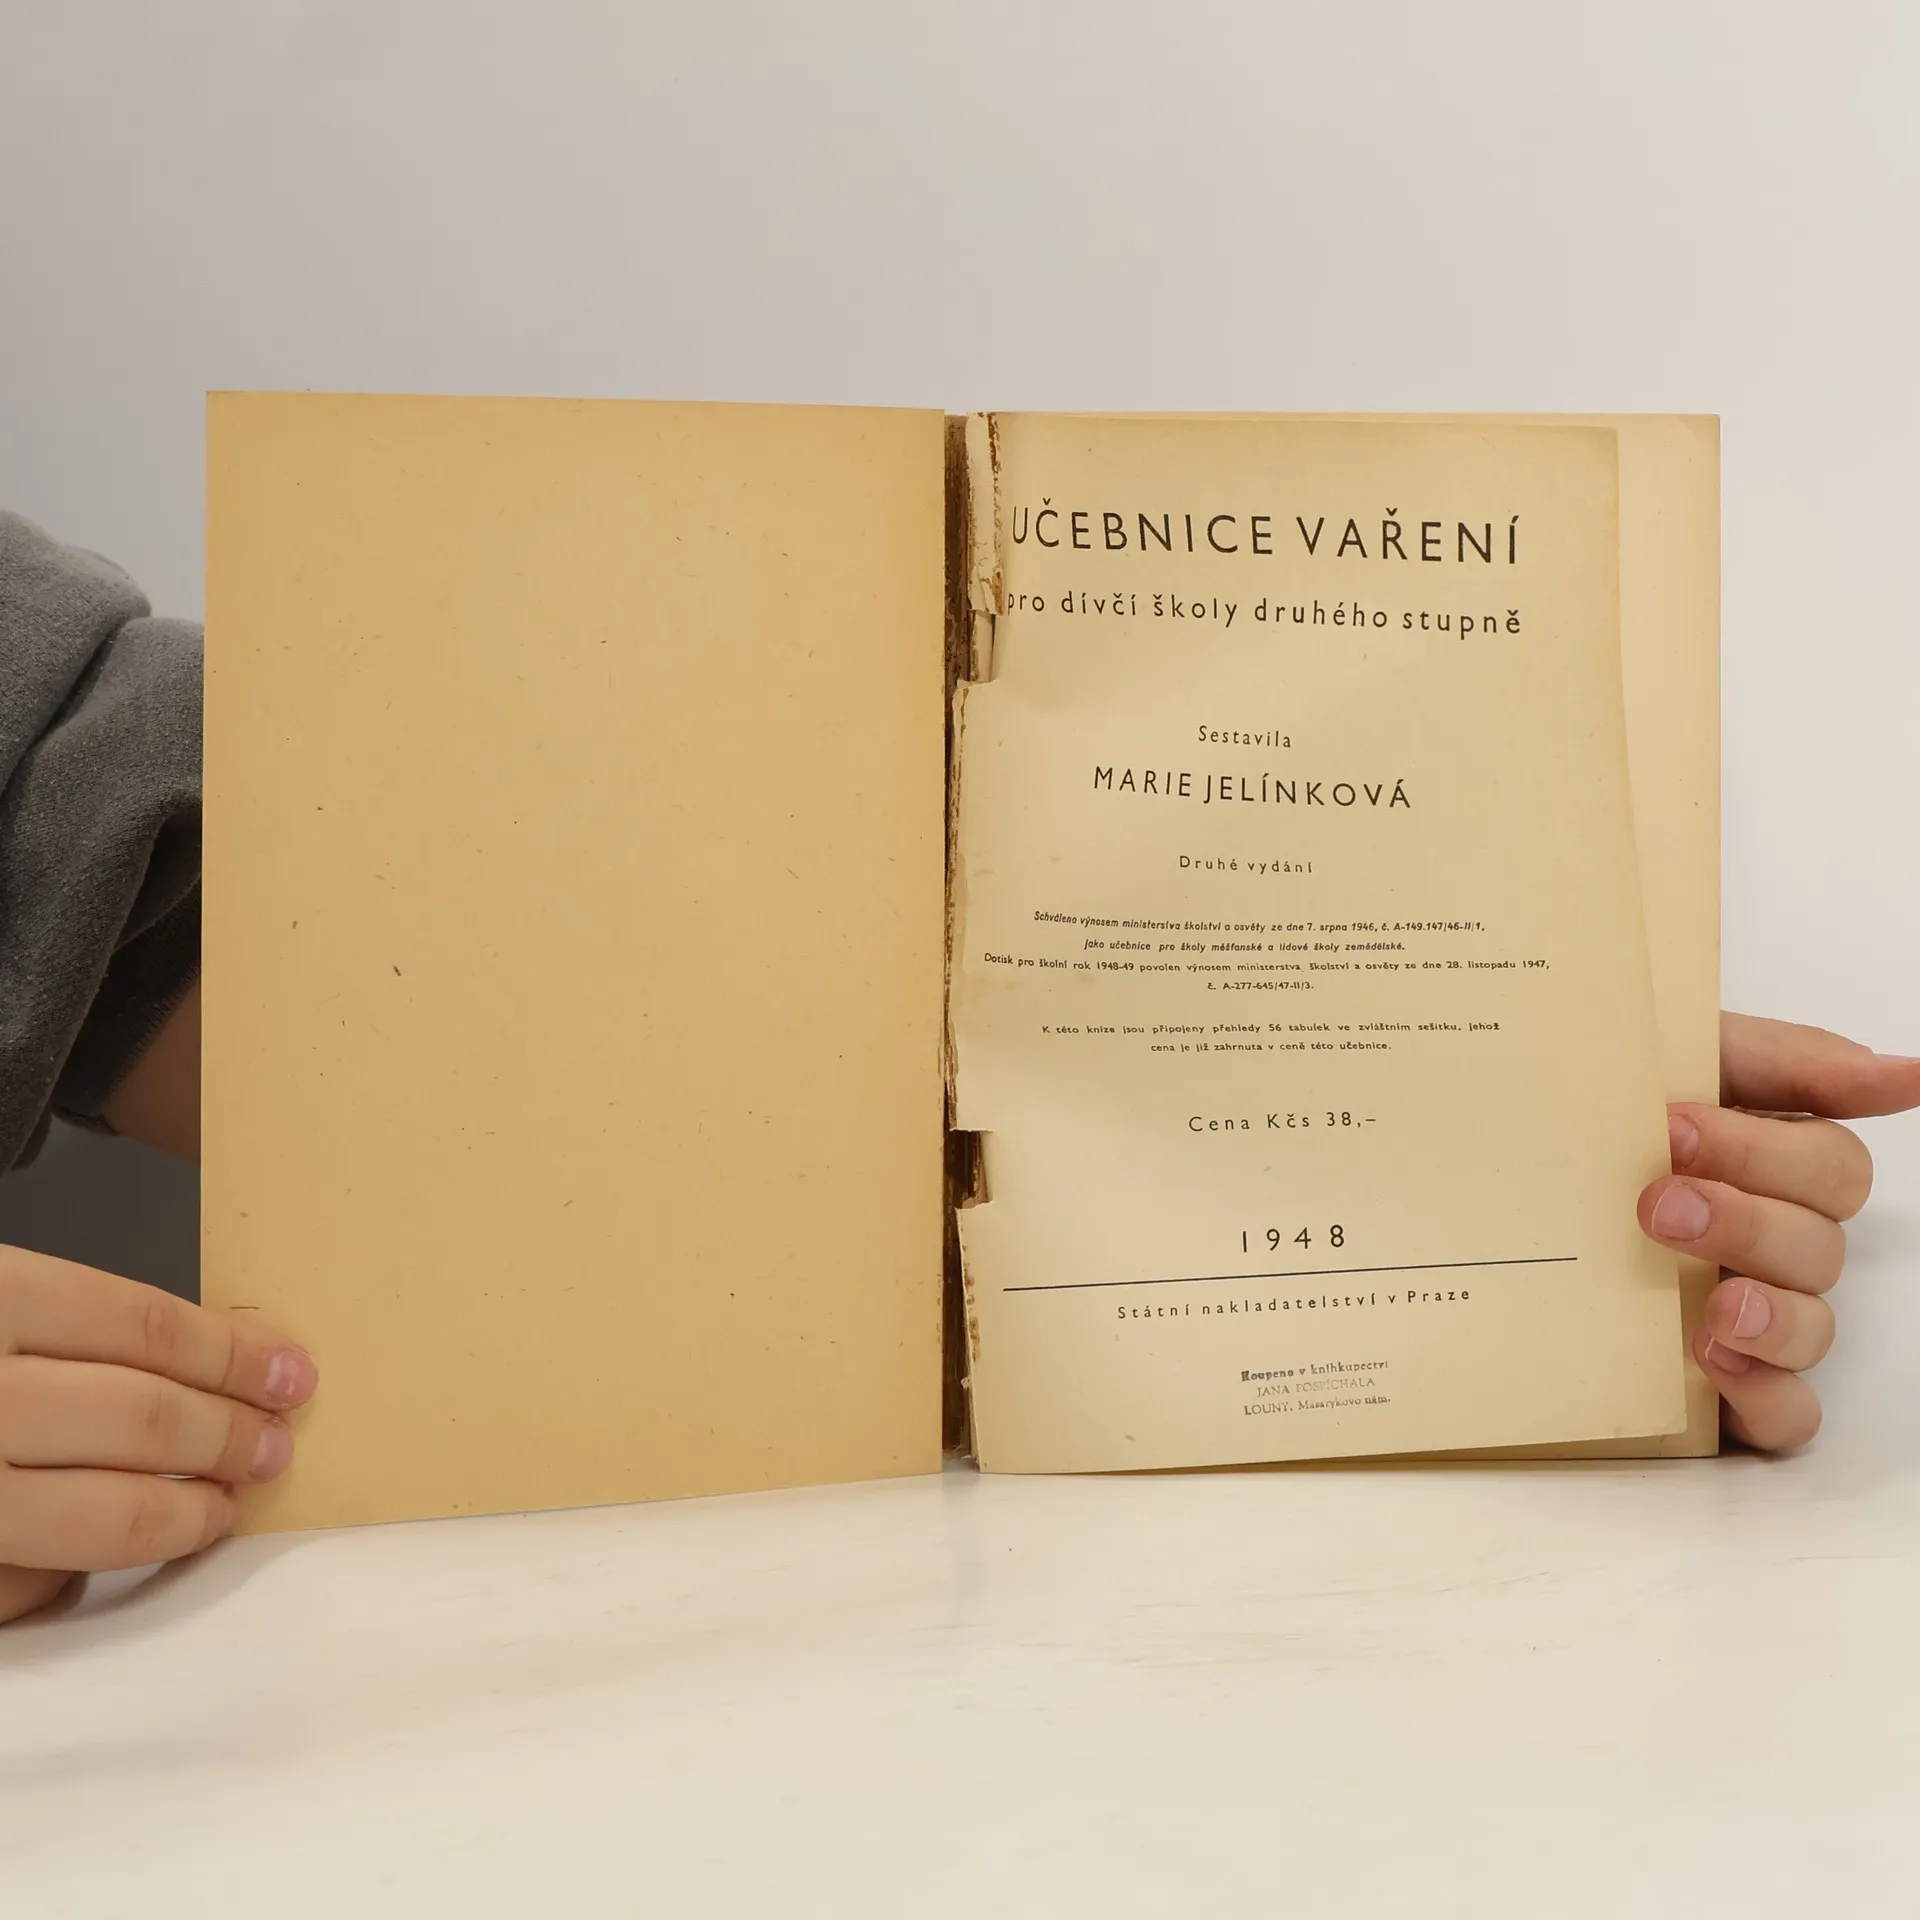 UČEBNICE VAŘENÍ
pro dívčí školy druhého stupně
Sestavila
MARIE JELÍNKOVÁ
Druhé vydání
Schváleno výnosem ministerstva školství a osvěty ze dne 7. srpna 1946, č. A-149.147/46-II/1,
jako učebnice pro školy měšťanské a lidové školy zemědělské.
Dotisk pro školní rok 1948-49 povolen výnosem ministerstva školství a osvěty ze dne 28. listopadu 1947,
č. A-277-645/47-II/3.
K této knize jsou připojeny přehledy 56 tabulek ve zvláštním sešitku, jehož
cena je již zahrnuta v ceně této učebnice.
Cena Kčs 38,–
1948
Státní nakladatelství v Praze
Koupeno v knihkupectví
JANA POSPÍCHALA
LOUNY, Masarykovo nám.